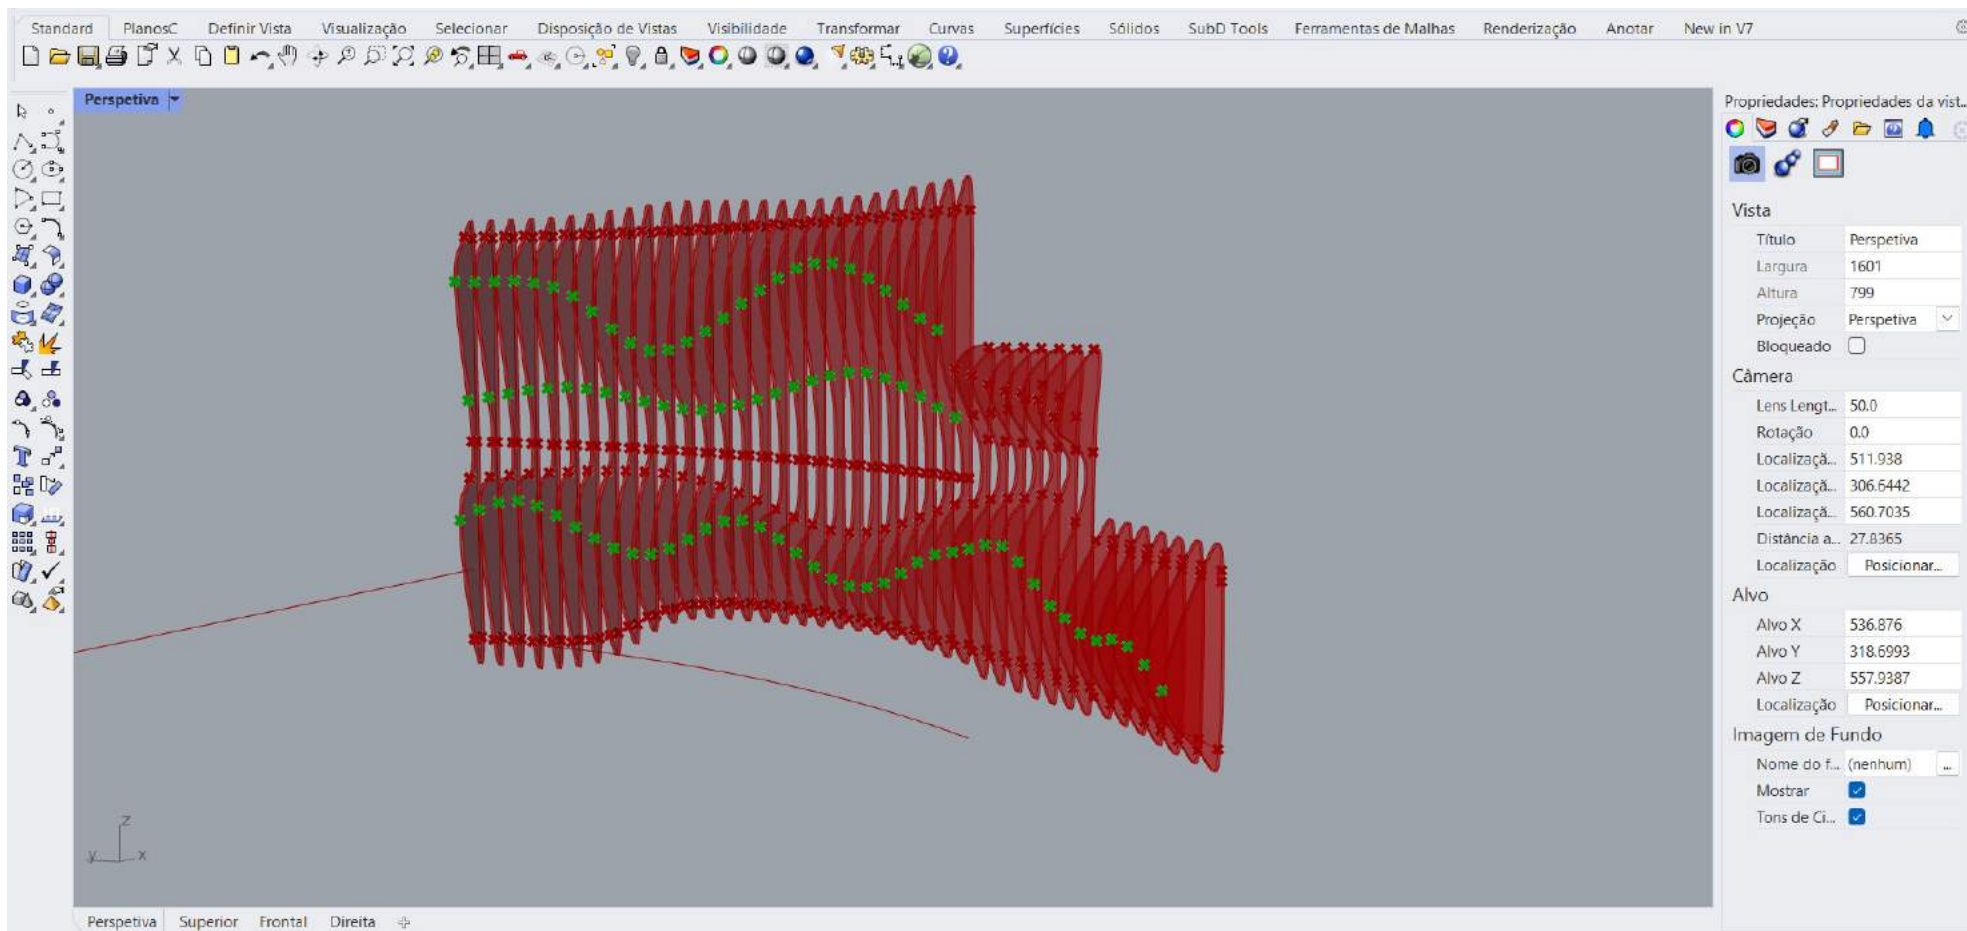 Standard PlanosC Definir Vista Visualização Selecionar Disposição de Vistas Visibilidade Transformar Curvas Superfícies Sólidos SubD Tools Ferramentas de Malhas Renderização Anotar New in V7
Perspetiva
Propriedades: Propriedades da vist...
Vista
Título Perspetiva
Largura 1601
Altura 799
Projeção Perspetiva
Bloqueado
Câmera
Lens Lengt... 50.0
Rotação 0.0
Localizaçã... 511.938
Localizaçã... 306.6442
Localizaçã... 560.7035
Distância a... 27.8365
Localização Posicionar...
Alvo
Alvo X 536.876
Alvo Y 318.6993
Alvo Z 557.9387
Localização Posicionar...
Imagem de Fundo
Nome do f... (nenhum) ...
Mostrar
Tons de Ci...
z
y x
Perspetiva Superior Frontal Direita